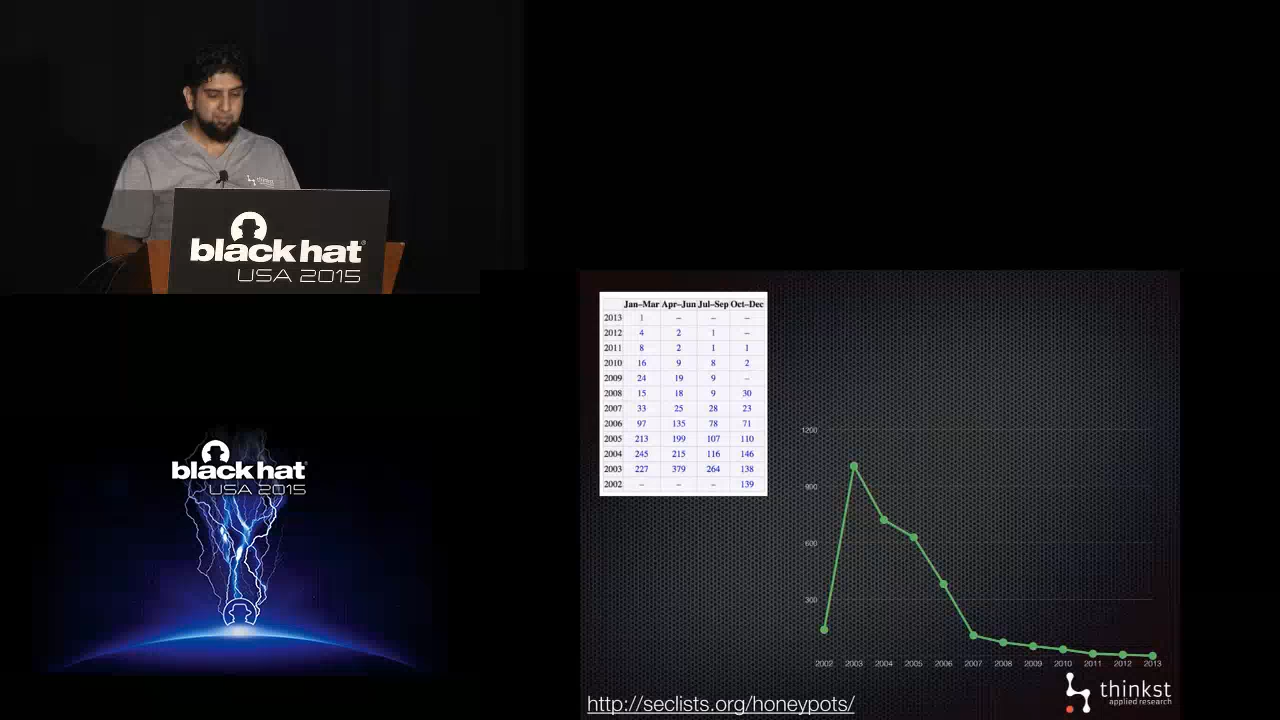 thinkst
black hat
USA 2015
black hat
USA 2015
Jan–Mar Apr–Jun Jul–Sep Oct–Dec
2013 1 – – –
2012 4 2 1 –
2011 8 2 1 1
2010 16 9 8 2
2009 24 19 9 –
2008 15 18 9 30
2007 33 25 28 23
2006 97 135 78 71
2005 213 199 107 110
2004 245 215 116 146
2003 227 379 264 138
2002 – – – 139
1200
900
600
300
2002 2003 2004 2005 2006 2007 2008 2009 2010 2011 2012 2013
http://seclists.org/honeypots/
thinkst
applied research